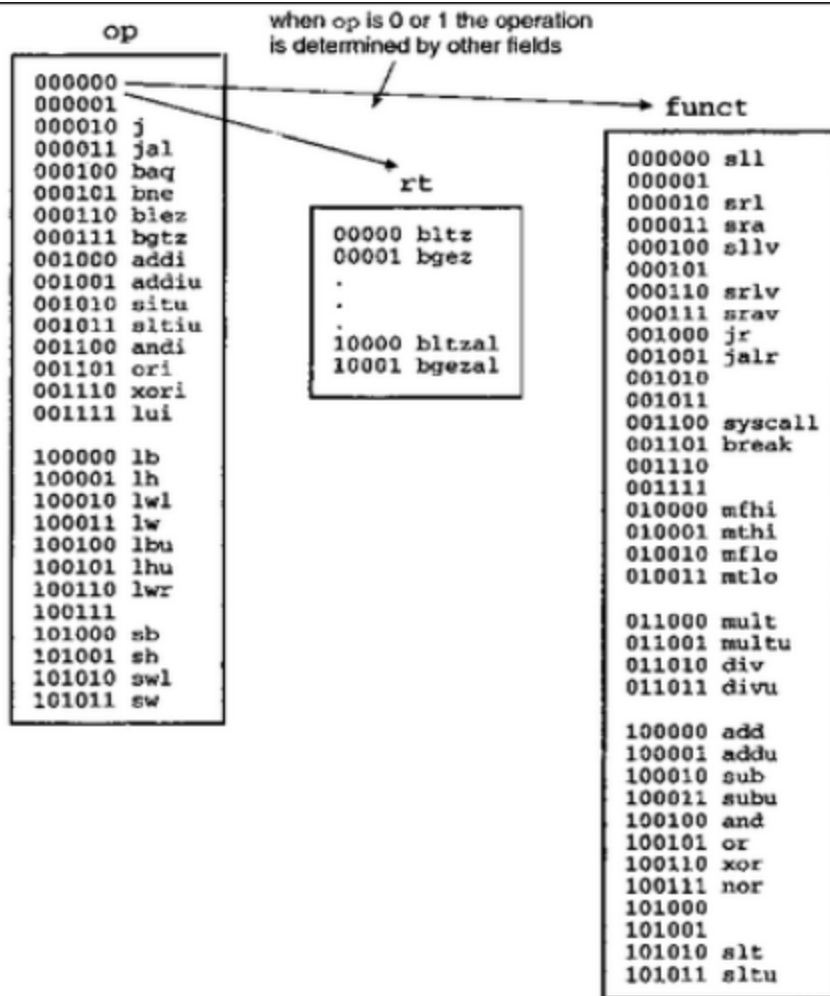 when op is 0 or 1 the operation
is determined by other fields
op
000000
000001
000010 j
000011 jal
000100 baq
000101 bne
000110 blez
000111 bgtz
001000 addi
001001 addiu
001010 situ
001011 sltiu
001100 andi
001101 ori
001110 xori
001111 lui
100000 lb
100001 lh
100010 lwl
100011 lw
100100 lbu
100101 lhu
100110 lwr
100111
101000 sb
101001 sh
101010 swl
101011 sw
rt
00000 bltz
00001 bgez
.
.
.
10000 bltzal
10001 bgezal
funct
000000 sll
000001
000010 srl
000011 sra
000100 sllv
000101
000110 srlv
000111 srav
001000 jr
001001 jalr
001010
001011
001100 syscall
001101 break
001110
001111
010000 mfhi
010001 mthi
010010 mflo
010011 mtlo
011000 mult
011001 multu
011010 div
011011 divu
100000 add
100001 addu
100010 sub
100011 subu
100100 and
100101 or
100110 xor
100111 nor
101000
101001
101010 slt
101011 sltu